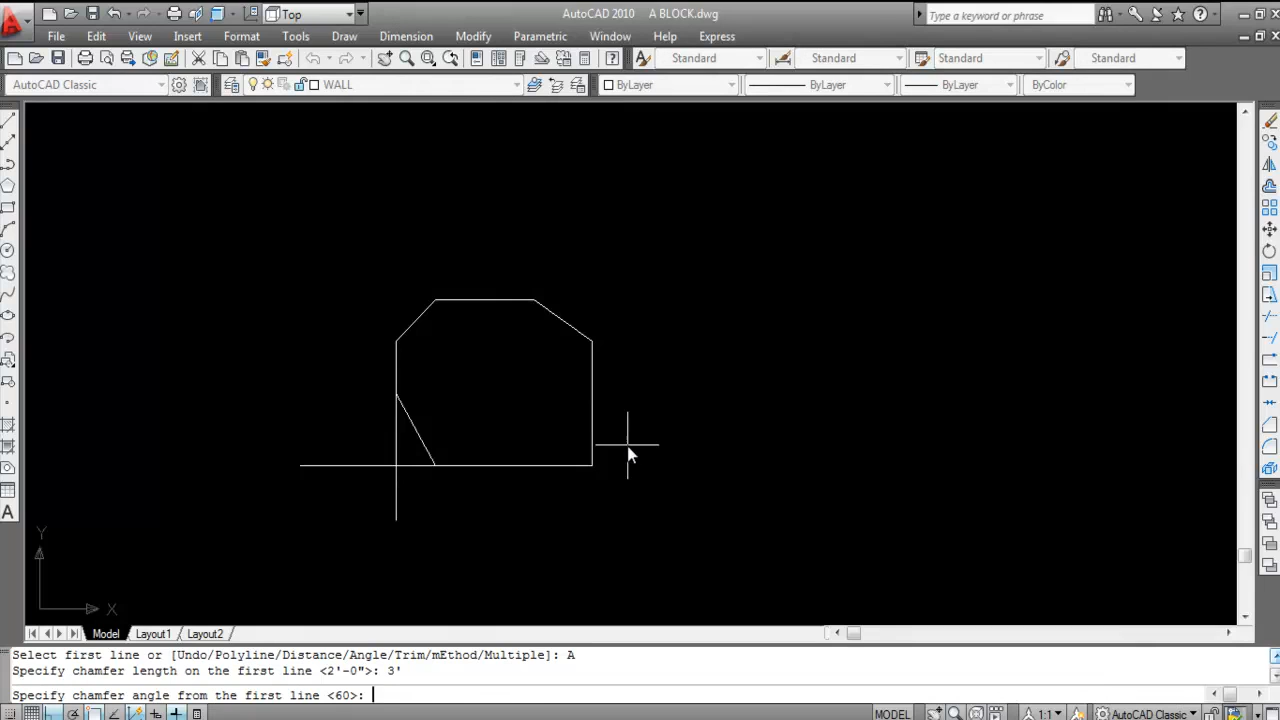 Top AutoCAD 2010 A BLOCK.dwg Type a keyword or phrase
File Edit View Insert Format Tools Draw Dimension Modify Parametric Window Help Express
Standard Standard Standard Standard
AutoCAD Classic WALL ByLayer ByLayer ByLayer ByColor
A
Y
X
Model Layout1 Layout2
Select first line or [Undo/Polyline/Distance/Angle/Trim/mEthod/Multiple]: A
Specify chamfer length on the first line <2'-0">: 3'
Specify chamfer angle from the first line <60>:
MODEL 1:1 AutoCAD Classic